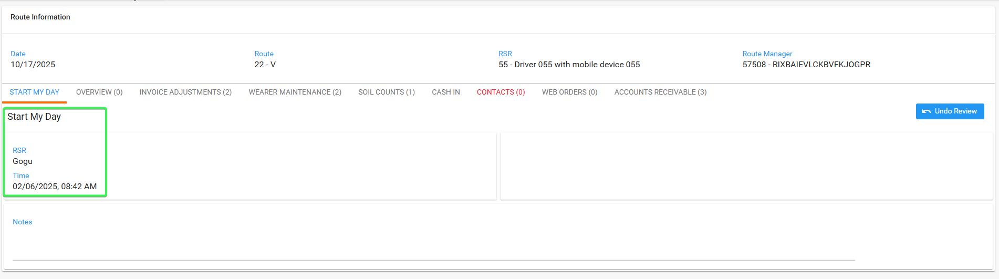 Route Information
Date Route RSR Route Manager
10/17/2025 22 - V 55 - Driver 055 with mobile device 055 57508 - RIXBAIEVLCKBVFKJOGPR
START MY DAY OVERVIEW (0) INVOICE ADJUSTMENTS (2) WEARER MAINTENANCE (2) SOIL COUNTS (1) CASH IN CONTACTS (0) WEB ORDERS (0) ACCOUNTS RECEIVABLE (3)
Start My Day Undo Review
RSR
Gogu
Time
02/06/2025, 08:42 AM
Notes